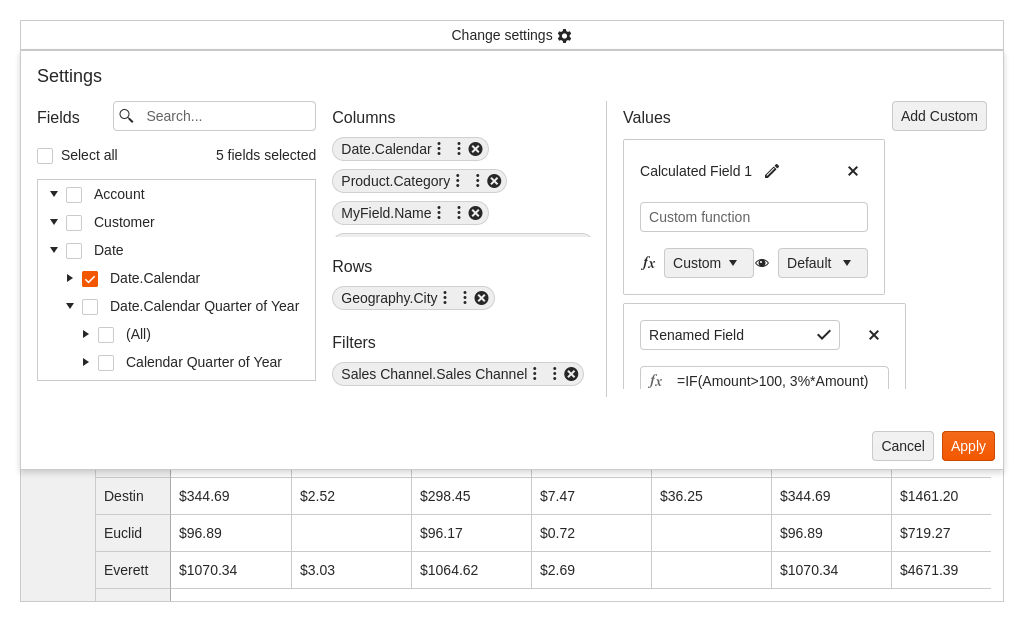 Change settings
Settings
Fields
Search...
Select all
5 fields selected
Account
Customer
Date
Date.Calendar
Date.Calendar Quarter of Year
(All)
Calendar Quarter of Year
Columns
Date.Calendar
Product.Category
MyField.Name
Rows
Geography.City
Filters
Sales Channel.Sales Channel
Values
Add Custom
Calculated Field 1
Custom function
fx Custom Default
Renamed Field
fx =IF(Amount>100, 3%*Amount)
Cancel Apply
Destin $344.69 $2.52 $298.45 $7.47 $36.25 $344.69 $1461.20
Euclid $96.89 $96.17 $0.72 $96.89 $719.27
Everett $1070.34 $3.03 $1064.62 $2.69 $1070.34 $4671.39